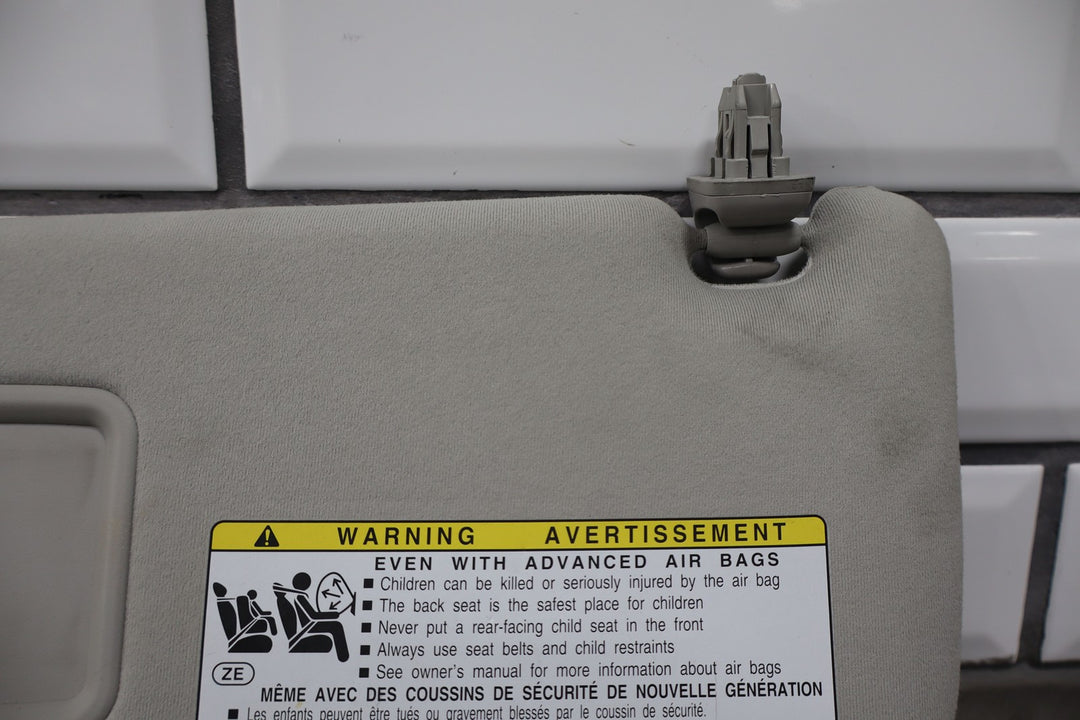 WARNING AVERTISSEMENT
EVEN WITH ADVANCED AIR BAGS
■ Children can be killed or seriously injured by the air bag
■ The back seat is the safest place for children
■ Never put a rear-facing child seat in the front
■ Always use seat belts and child restraints
■ See owner's manual for more information about air bags
ZE
MÊME AVEC DES COUSSINS DE SÉCURITÉ DE NOUVELLE GÉNÉRATION
■ Les enfants peuvent être tués ou gravement blessés par le coussin de sécurité.